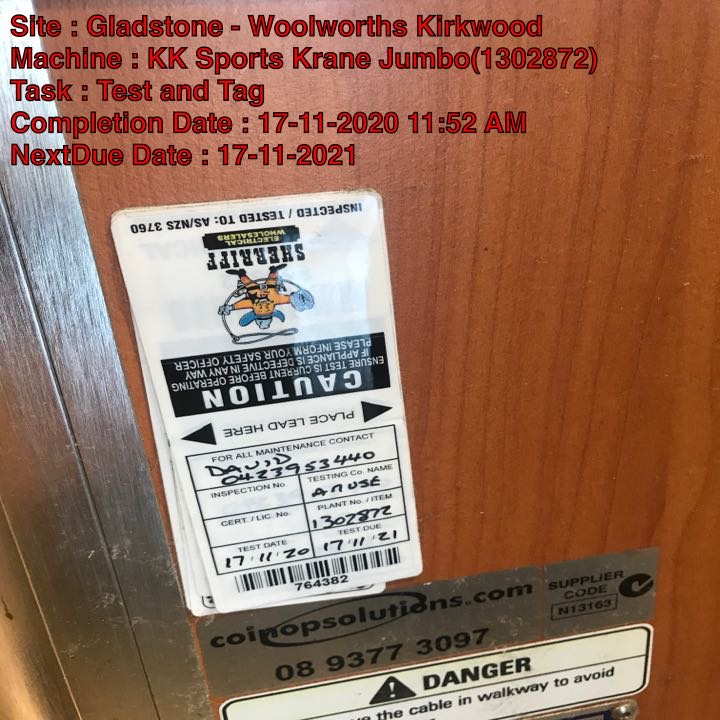 Site : Gladstone - Woolworths Kirkwood
Machine : KK Sports Krane Jumbo(1302872)
Task : Test and Tag
Completion Date : 17-11-2020 11:52 AM
NextDue Date : 17-11-2021
INSPECTED / TESTED TO: AS/NZS 3760
ELECTRICAL
WHOLESALERS
SHERRIFF
CAUTION
ENSURE TEST IS CURRENT BEFORE OPERATING
IF APPLIANCE IS DEFECTIVE IN ANY WAY
PLEASE INFORM YOUR SAFETY OFFICER
PLACE LEAD HERE
FOR ALL MAINTENANCE CONTACT
DAVID
0423953440
INSPECTION No.
TESTING Co. NAME
AMUSE
CERT. / LIC. No.
PLANT No. / ITEM
1302872
TEST DATE
TEST DUE
17/11/20
17/11/21
764382
coinopsolutions.com
08 9377 3097
SUPPLIER
CODE
N13163
DANGER
the cable in walkway to avoid